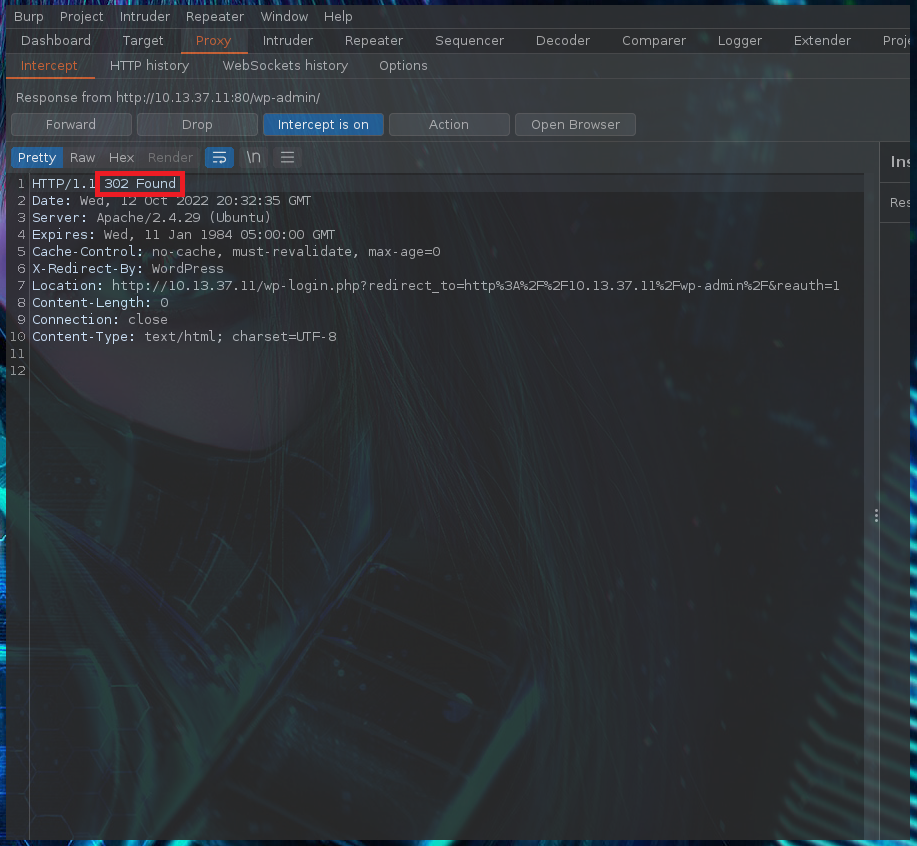 Burp Project Intruder Repeater Window Help
Dashboard Target Proxy Intruder Repeater Sequencer Decoder Comparer Logger Extender Proje
Intercept HTTP history WebSockets history Options
Response from http://10.13.37.11:80/wp-admin/
Forward Drop Intercept is on Action Open Browser
Pretty Raw Hex Render \n
Ins
Res
1 HTTP/1.1 302 Found
2 Date: Wed, 12 Oct 2022 20:32:35 GMT
3 Server: Apache/2.4.29 (Ubuntu)
4 Expires: Wed, 11 Jan 1984 05:00:00 GMT
5 Cache-Control: no-cache, must-revalidate, max-age=0
6 X-Redirect-By: WordPress
7 Location: http://10.13.37.11/wp-login.php?redirect_to=http%3A%2F%2F10.13.37.11%2Fwp-admin%2F&reauth=1
8 Content-Length: 0
9 Connection: close
10 Content-Type: text/html; charset=UTF-8
11
12